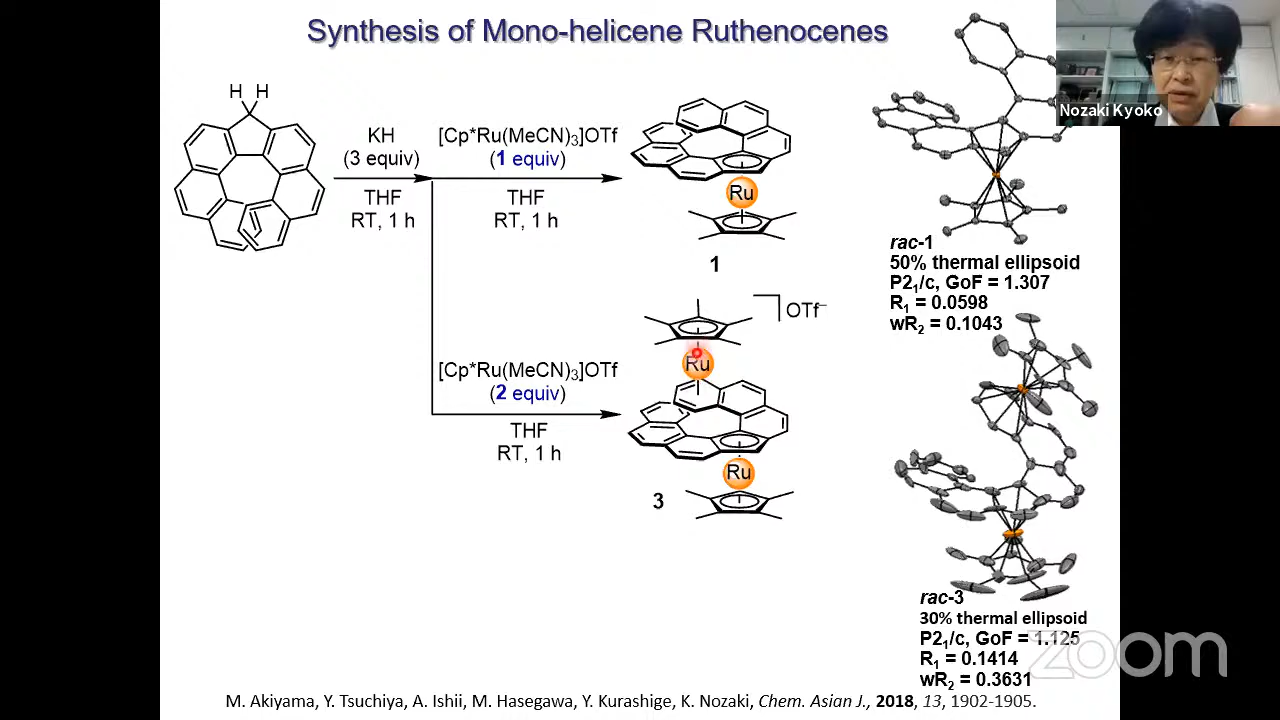 Synthesis of Mono-helicene Ruthenocenes
Nozaki Kyoko
H H
KH
(3 equiv)
THF
RT, 1 h
[Cp*Ru(MeCN)₃]OTf
(1 equiv)
THF
RT, 1 h
Ru
1
rac-1
50% thermal ellipsoid
P2₁/c, GoF = 1.307
R₁ = 0.0598
wR₂ = 0.1043
[Cp*Ru(MeCN)₃]OTf
(2 equiv)
THF
RT, 1 h
OTf⁻
Ru
Ru
3
rac-3
30% thermal ellipsoid
P2₁/c, GoF = 1.125
R₁ = 0.1414
wR₂ = 0.3631
zoom
M. Akiyama, Y. Tsuchiya, A. Ishii, M. Hasegawa, Y. Kurashige, K. Nozaki, Chem. Asian J., 2018, 13, 1902-1905.